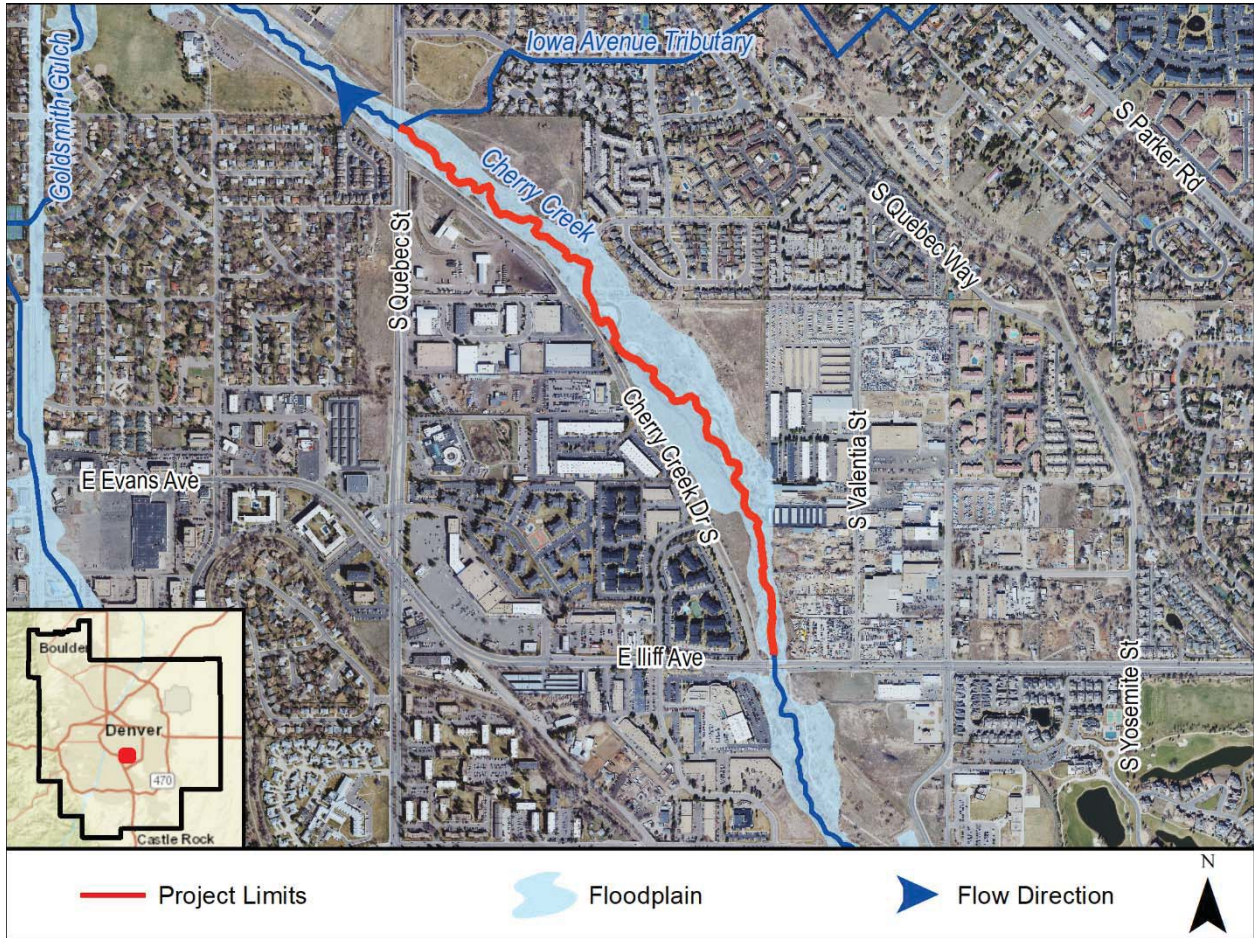 Iowa Avenue Tributary
Goldsmith Gulch
S Parker Rd
Cherry Creek
S Quebec Way
S Quebec St
Cherry Creek Dr S
S Valentia St
E Evans Ave
E Iliff Ave
S Yosemite St
Boulder
Denver
470
Castle Rock
Project Limits
Floodplain
Flow Direction
N